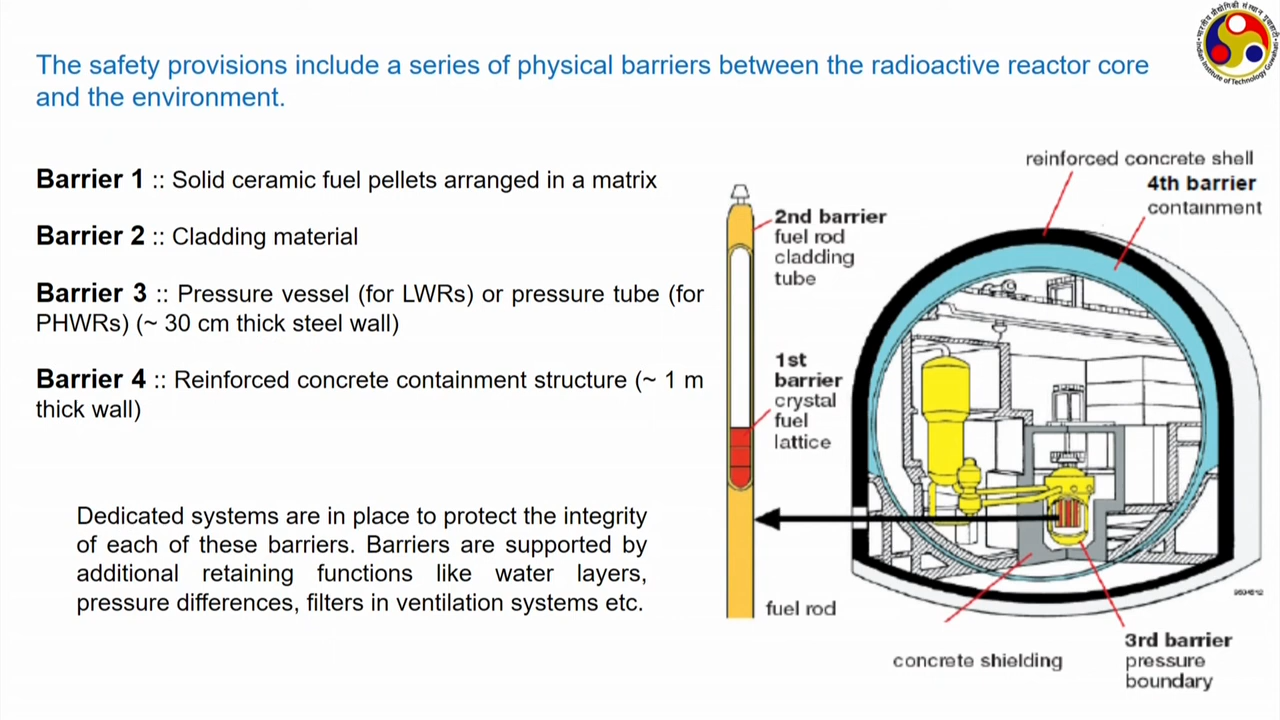 The safety provisions include a series of physical barriers between the radioactive reactor core
and the environment.
Barrier 1 :: Solid ceramic fuel pellets arranged in a matrix
Barrier 2 :: Cladding material
Barrier 3 :: Pressure vessel (for LWRs) or pressure tube (for
PHWRs) (~ 30 cm thick steel wall)
Barrier 4 :: Reinforced concrete containment structure (~ 1 m
thick wall)
Dedicated systems are in place to protect the integrity
of each of these barriers. Barriers are supported by
additional retaining functions like water layers,
pressure differences, filters in ventilation systems etc.
reinforced concrete shell
4th barrier
containment
2nd barrier
fuel rod
cladding
tube
1st
barrier
crystal
fuel
lattice
fuel rod
concrete shielding
3rd barrier
pressure
boundary
Indian Institute of Technology